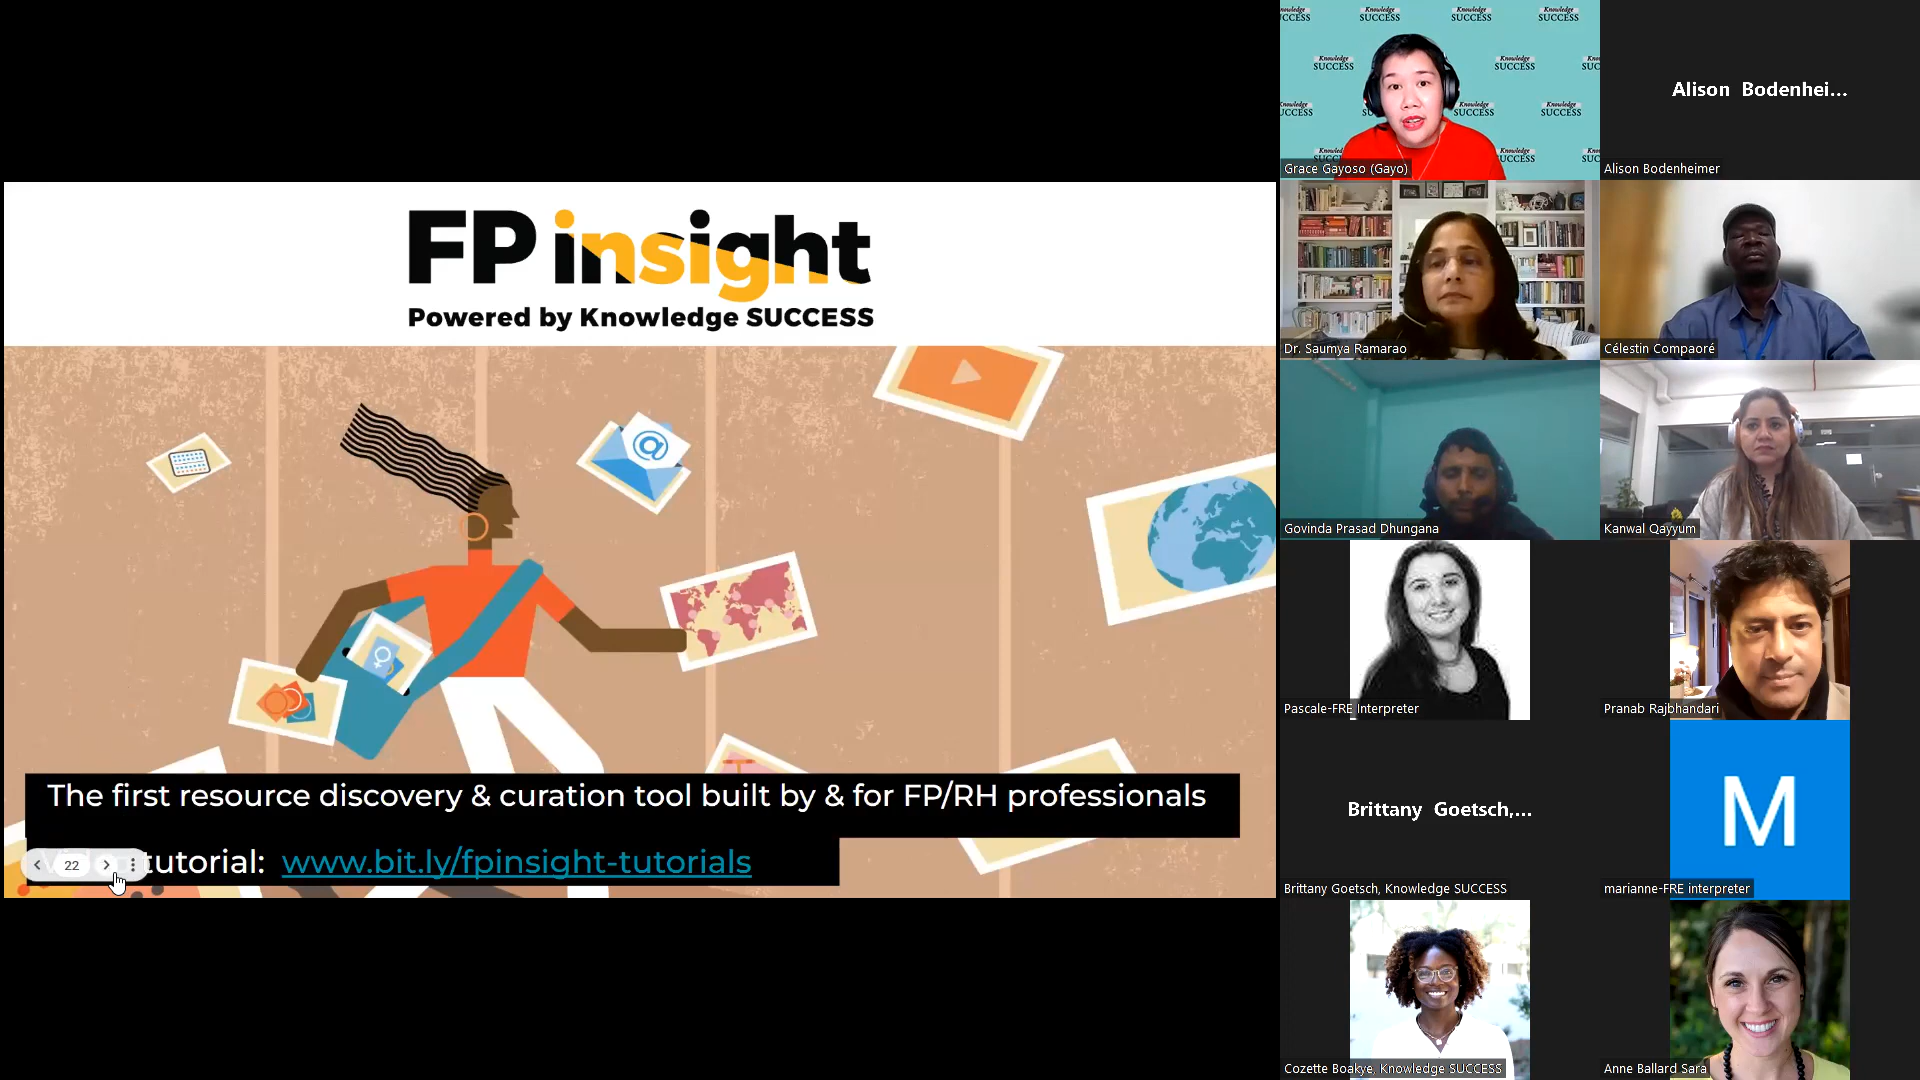 FP insight
Powered by Knowledge SUCCESS
@
The first resource discovery & curation tool built by & for FP/RH professionals
tutorial: www.bit.ly/fpinsight-tutorials
22
Knowledge SUCCESS
Grace Gayoso (Gayo)
Alison Bodenhei...
Alison Bodenheimer
Dr. Saumya Ramarao
Célestin Compaoré
Govinda Prasad Dhungana
Kanwal Qayyum
Pascale-FRE Interpreter
Pranab Rajbhandari
Brittany Goetsch,...
Brittany Goetsch, Knowledge SUCCESS
M
marianne-FRE interpreter
Cozette Boakye, Knowledge SUCCESS
Anne Ballard Sara